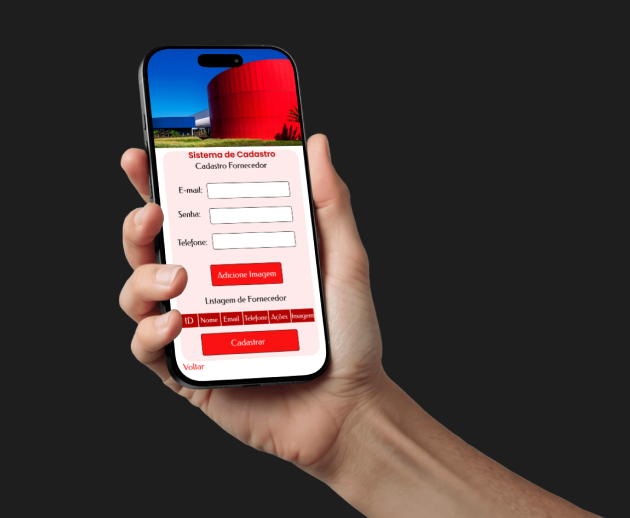 Sistema de Cadastro
Cadastro Fornecedor
E-mail:
Senha:
Telefone:
Adicione Imagem
Listagem de Fornecedor
ID Nome Email Telefone Ações Imagem
Cadastrar
Voltar